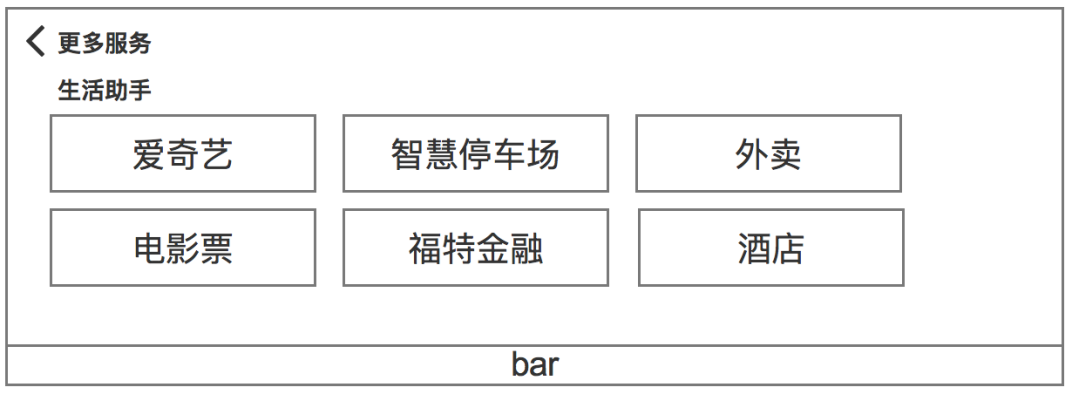 更多服务
生活助手
爱奇艺 智慧停车场 外卖
电影票 福特金融 酒店
bar